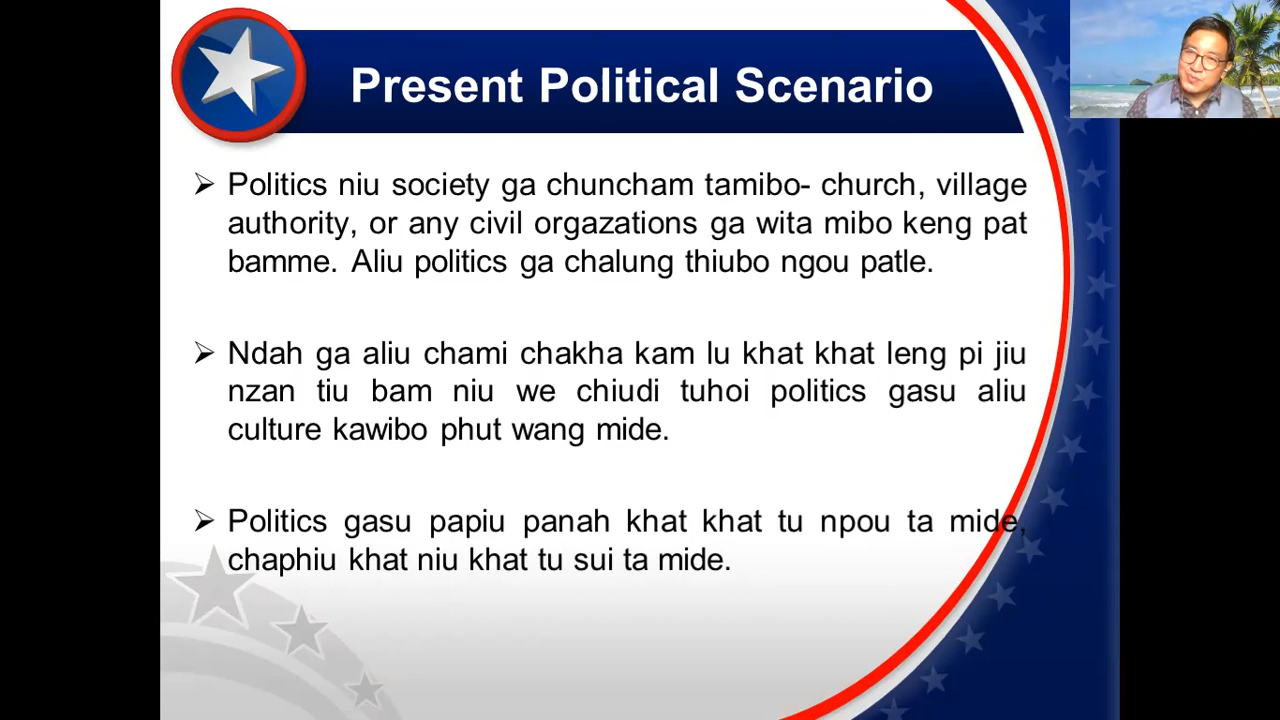 Present Political Scenario
Politics niu society ga chuncham tamibo- church, village
authority, or any civil orgazations ga wita mibo keng pat
bamme. Aliu politics ga chalung thiubo ngou patle.
Ndah ga aliu chami chakha kam lu khat khat leng pi jiu
nzan tiu bam niu we chiudi tuhoi politics gasu aliu
culture kawibo phut wang mide.
Politics gasu papiu panah khat khat tu npou ta mide,
chaphiu khat niu khat tu sui ta mide.